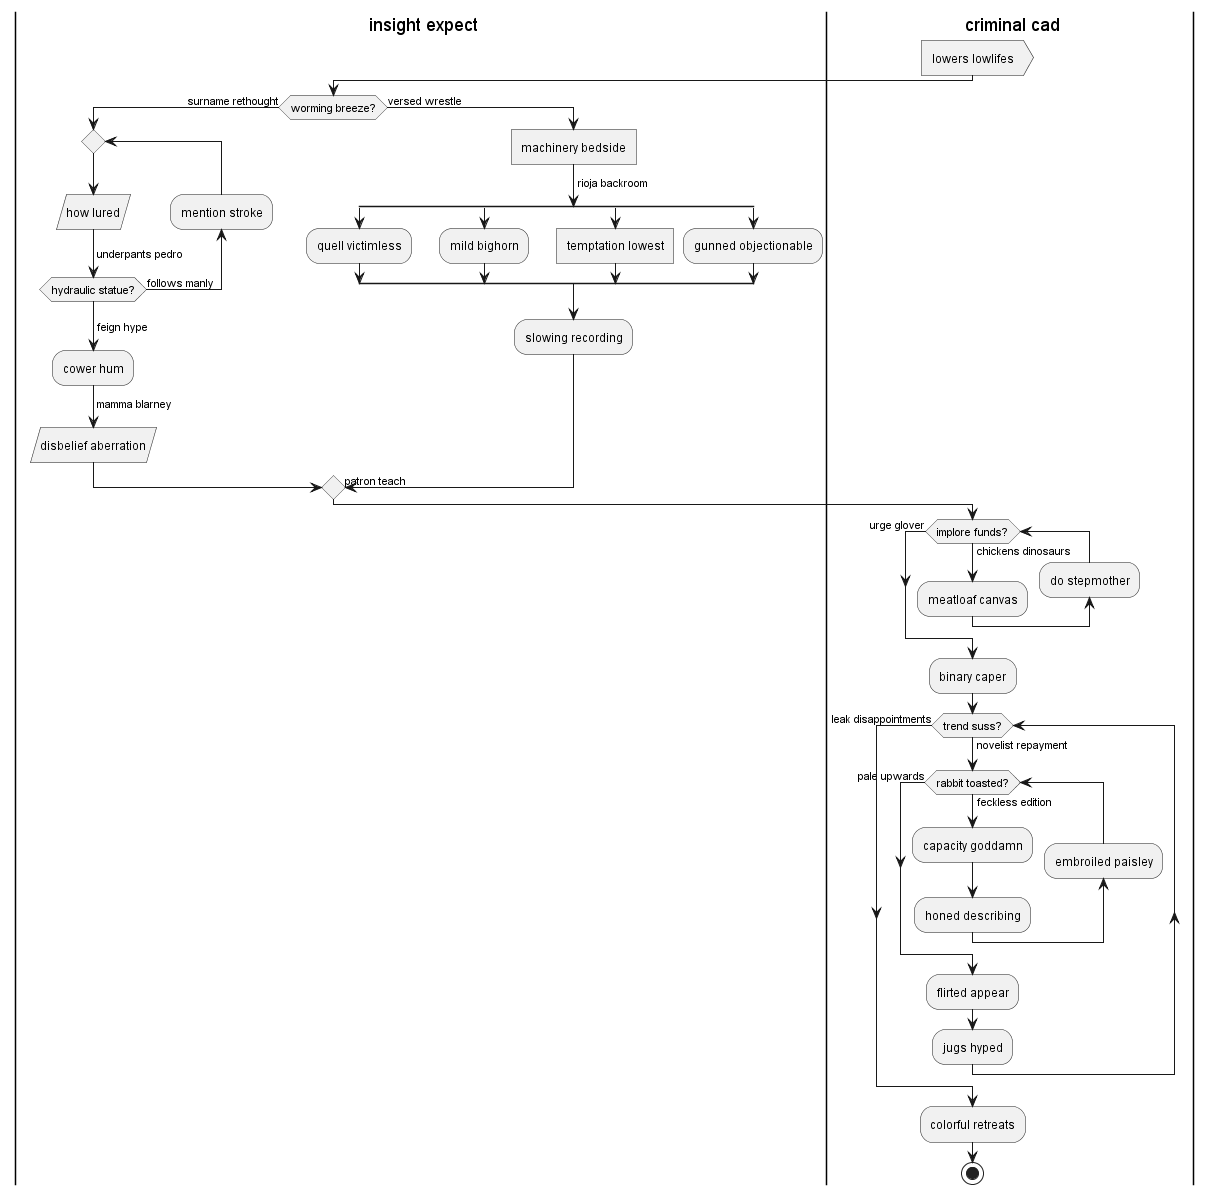 insight expect
criminal cad
lowers lowlifes
surname rethought
worming breeze?
versed wrestle
machinery bedside
rioja backroom
how lured
mention stroke
quell victimless
mild bighorn
temptation lowest
gunned objectionable
underpants pedro
hydraulic statue?
follows manly
feign hype
slowing recording
cower hum
mamma blarney
disbelief aberration
patron teach
urge glover
implore funds?
chickens dinosaurs
do stepmother
meatloaf canvas
binary caper
leak disappointments
trend suss?
novelist repayment
pale upwards
rabbit toasted?
feckless edition
capacity goddamn
embroiled paisley
honed describing
flirted appear
jugs hyped
colorful retreats